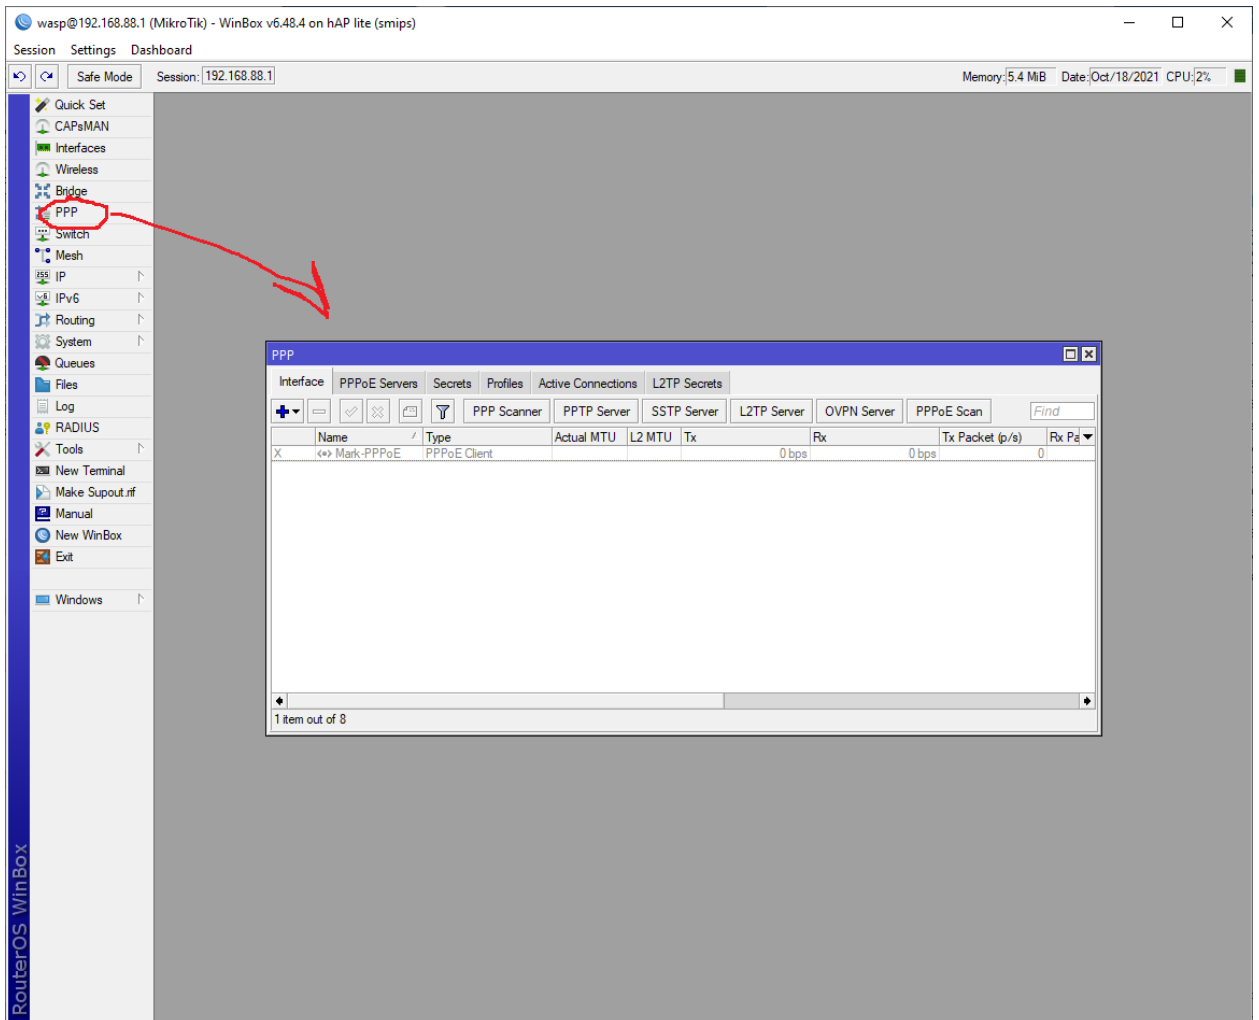 wasp@192.168.88.1 (MikroTik) - WinBox v6.48.4 on hAP lite (smips)
Session Settings Dashboard
Safe Mode Session: 192.168.88.1 Memory: 5.4 MiB Date: Oct/18/2021 CPU: 2%
Quick Set
CAPsMAN
Interfaces
Wireless
Bridge
PPP
Switch
Mesh
IP
IPv6
Routing
System
Queues
Files
Log
RADIUS
Tools
New Terminal
Make Supout.rif
Manual
New WinBox
Exit
Windows
RouterOS WinBox
PPP
Interface PPPoE Servers Secrets Profiles Active Connections L2TP Secrets
PPP Scanner PPTP Server SSTP Server L2TP Server OVPN Server PPPoE Scan Find
Name / Type Actual MTU L2 MTU Tx Rx Tx Packet (p/s) Rx Pa
X <•> Mark-PPPoE PPPoE Client 0 bps 0 bps 0
1 item out of 8